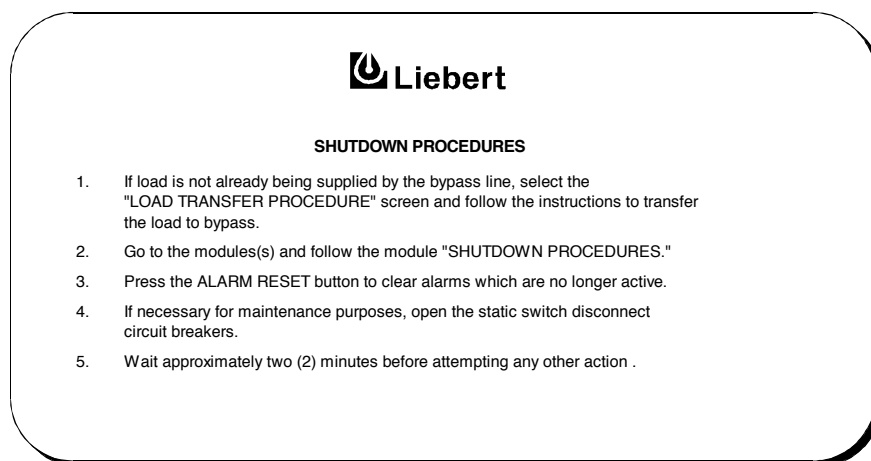 Liebert
SHUTDOWN PROCEDURES
1. If load is not already being supplied by the bypass line, select the
"LOAD TRANSFER PROCEDURE" screen and follow the instructions to transfer
the load to bypass.
2. Go to the modules(s) and follow the module "SHUTDOWN PROCEDURES."
3. Press the ALARM RESET button to clear alarms which are no longer active.
4. If necessary for maintenance purposes, open the static switch disconnect
circuit breakers.
5. Wait approximately two (2) minutes before attempting any other action .